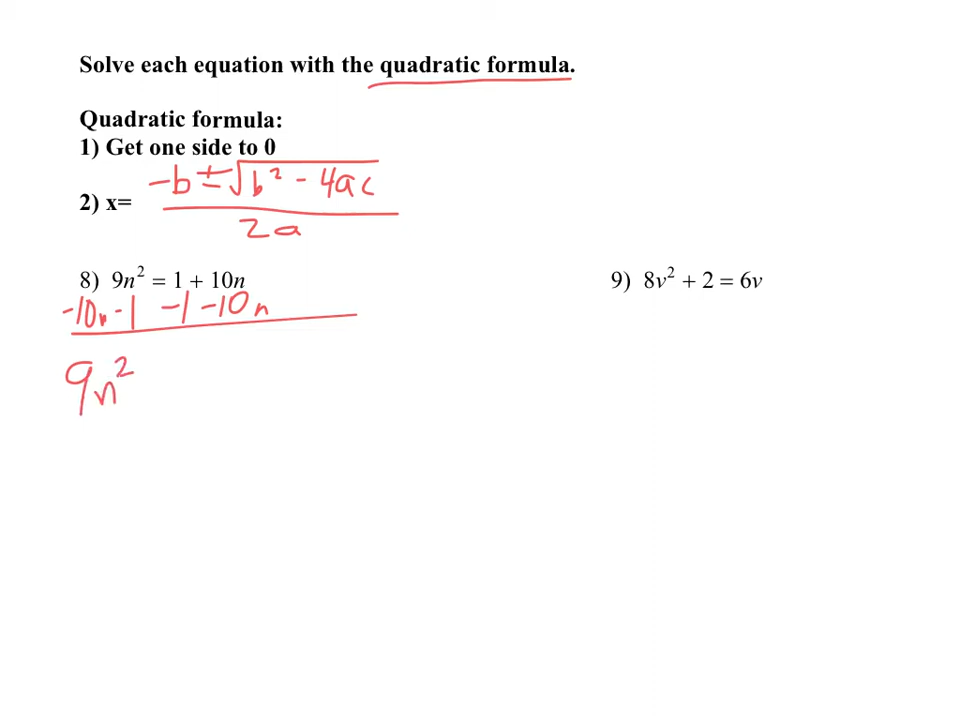 Solve each equation with the quadratic formula.
Quadratic formula:
1) Get one side to 0
2) x= -b ± √b² - 4ac
2a
8) 9n² = 1 + 10n 9) 8v² + 2 = 6v
-10n -1 -1 -10n
9n²